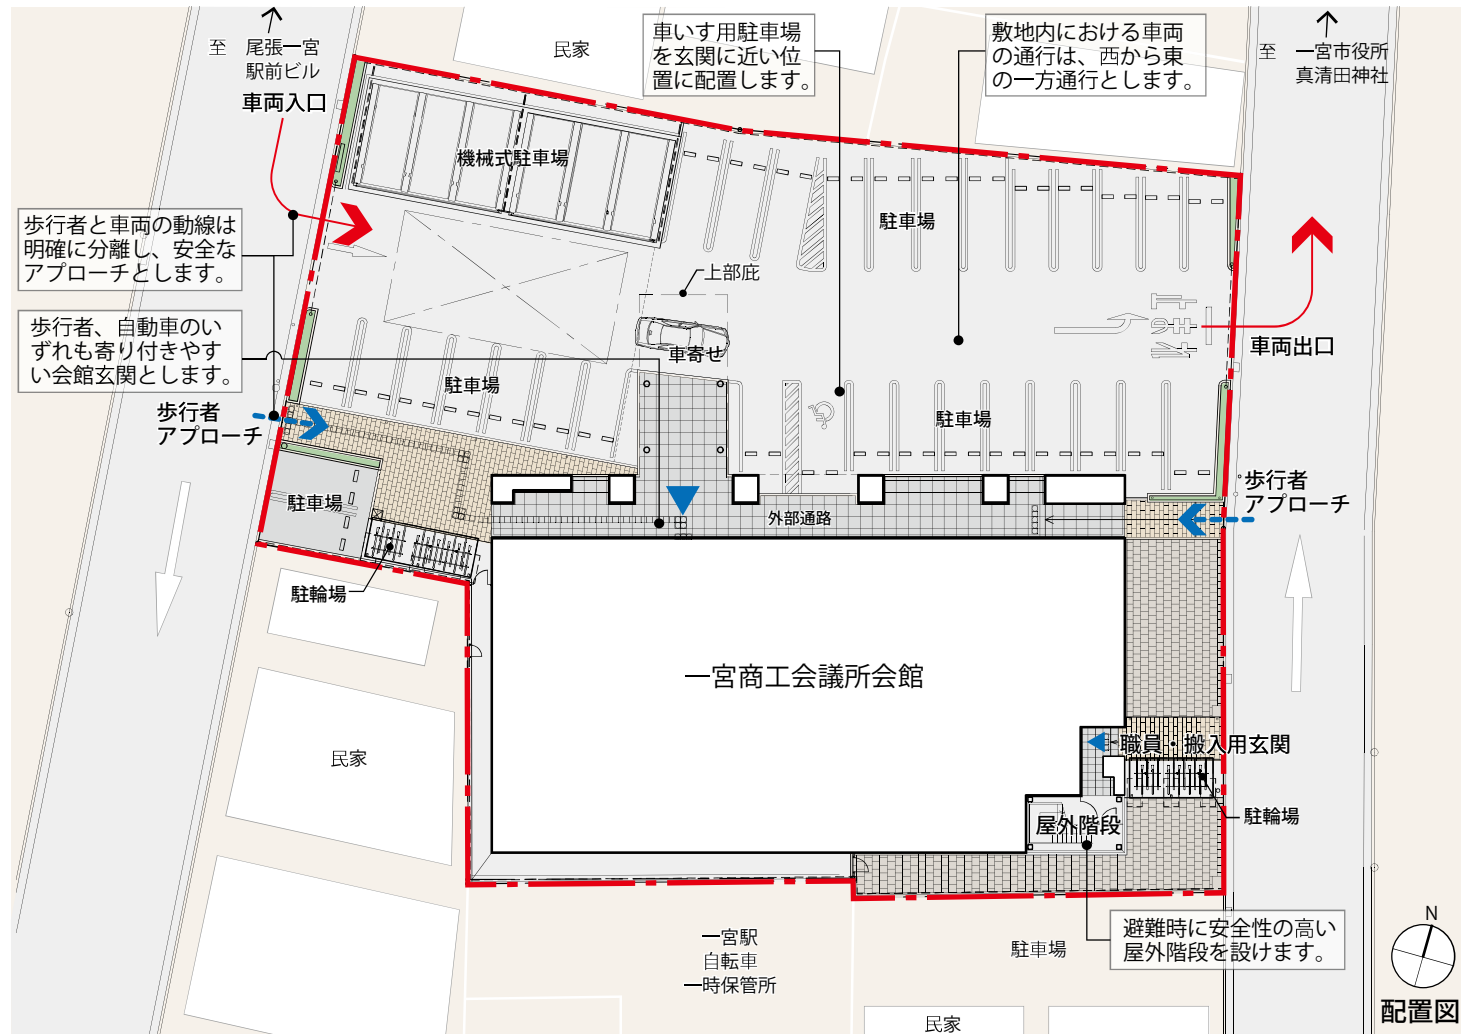 至
尾張一宮
駅前ビル
車両入口
民家
車いす用駐車場
を玄関に近い位
置に配置します。
敷地内における車両
の通行は、西から東
の一方通行とします。
至
一宮市役所
真清田神社
機械式駐車場
駐車場
歩行者と車両の動線は
明確に分離し、安全な
アプローチとします。
上部庇
歩行者、自動車のい
ずれも寄り付きやす
い会館玄関とします。
車寄せ
止まれ
車両出口
駐車場
駐車場
歩行者
アプローチ
駐車場
外部通路
歩行者
アプローチ
駐輪場
一宮商工会議所会館
職員・搬入用玄関
民家
駐輪場
屋外階段
避難時に安全性の高い
屋外階段を設けます。
一宮駅
自転車
一時保管所
駐車場
民家
N
配置図